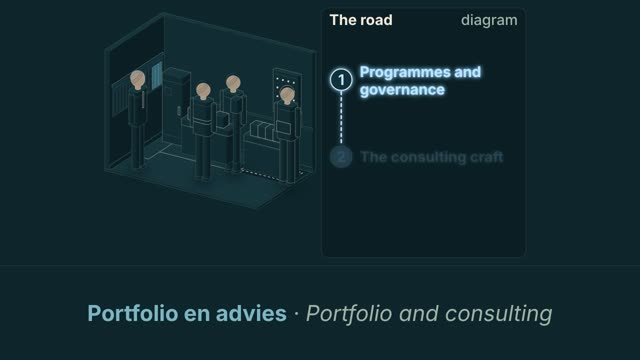 The road diagram
1 Programmes and
governance
2 The consulting craft
Portfolio en advies · Portfolio and consulting